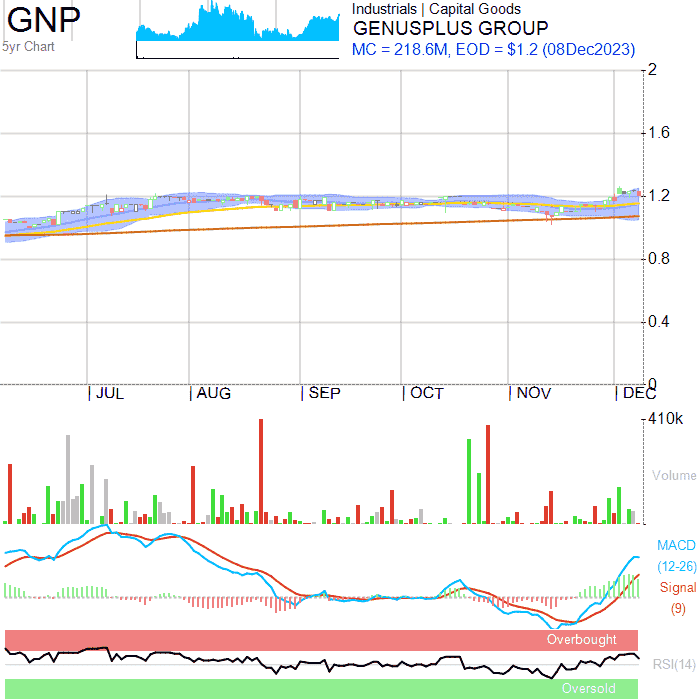 GNP
5yr Chart
Industrials | Capital Goods
GENUSPLUS GROUP
MC = 218.6M, EOD = $1.2 (08Dec2023)
2
1.6
1.2
0.8
0.4
0
JUL AUG SEP OCT NOV DEC
410k
Volume
MACD
(12-26)
Signal
(9)
Overbought
RSI(14)
Oversold